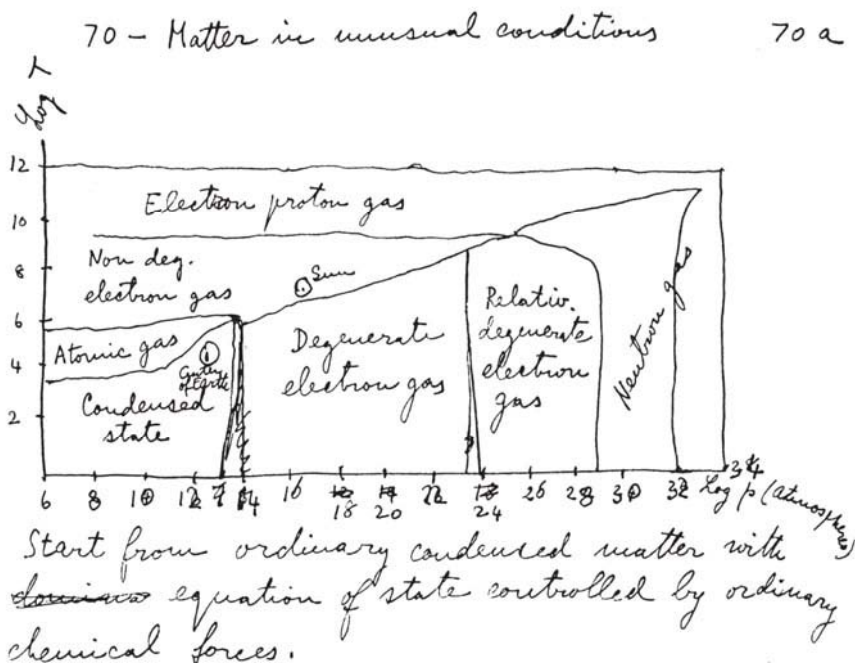 70 - Matter in unusual conditions 70 a
Log T
12
Electron proton gas
10
Non deg.
electron gas
8
Sun
Relativ.
degenerate
electron
gas
Neutron gas
6
Atomic gas
Degenerate
electron gas
4
Center
of Earth
Condensed
state
2
6 8 10 12 14 16 18 20 22 24 26 28 30 32 34
Log p (Atmospheres)
Start from ordinary condensed matter with
equation of state controlled by ordinary
chemical forces.